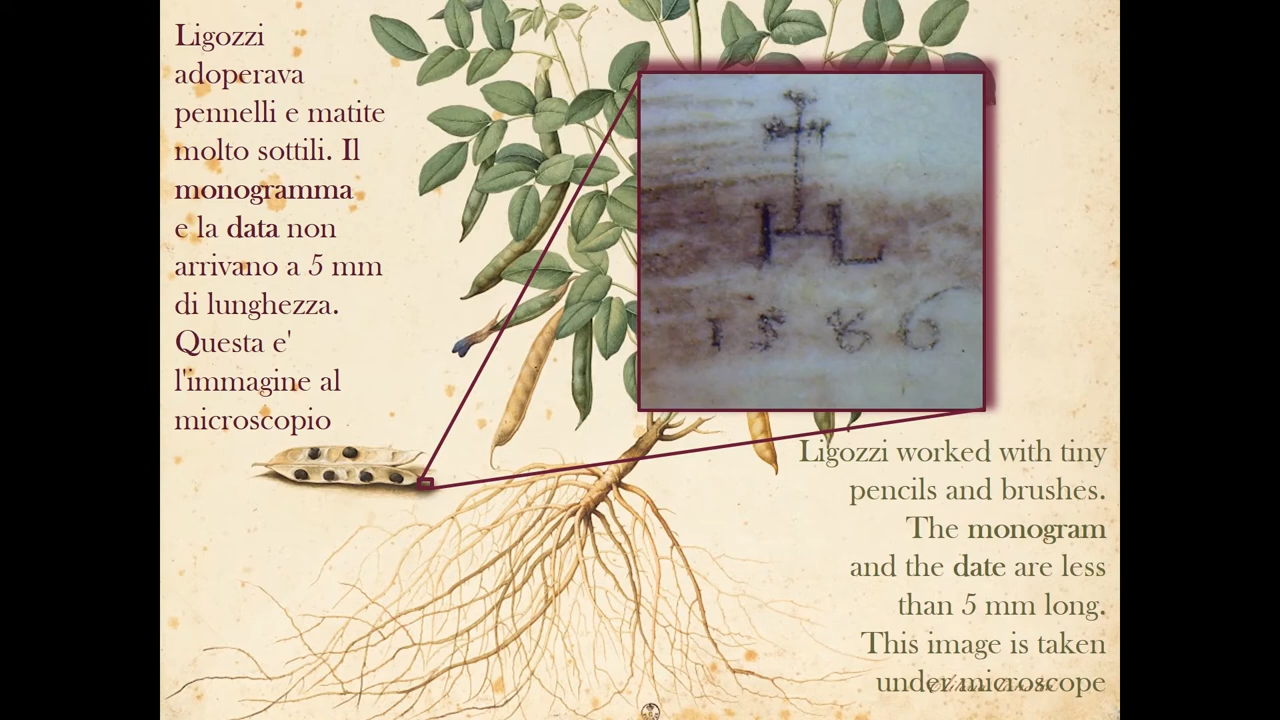 Ligozzi
adoperava
pennelli e matite
molto sottili. Il
monogramma
e la data non
arrivano a 5 mm
di lunghezza.
Questa e'
l'immagine al
microscopio
HL
1586
Ligozzi worked with tiny
pencils and brushes.
The monogram
and the date are less
than 5 mm long.
This image is taken
under microscope